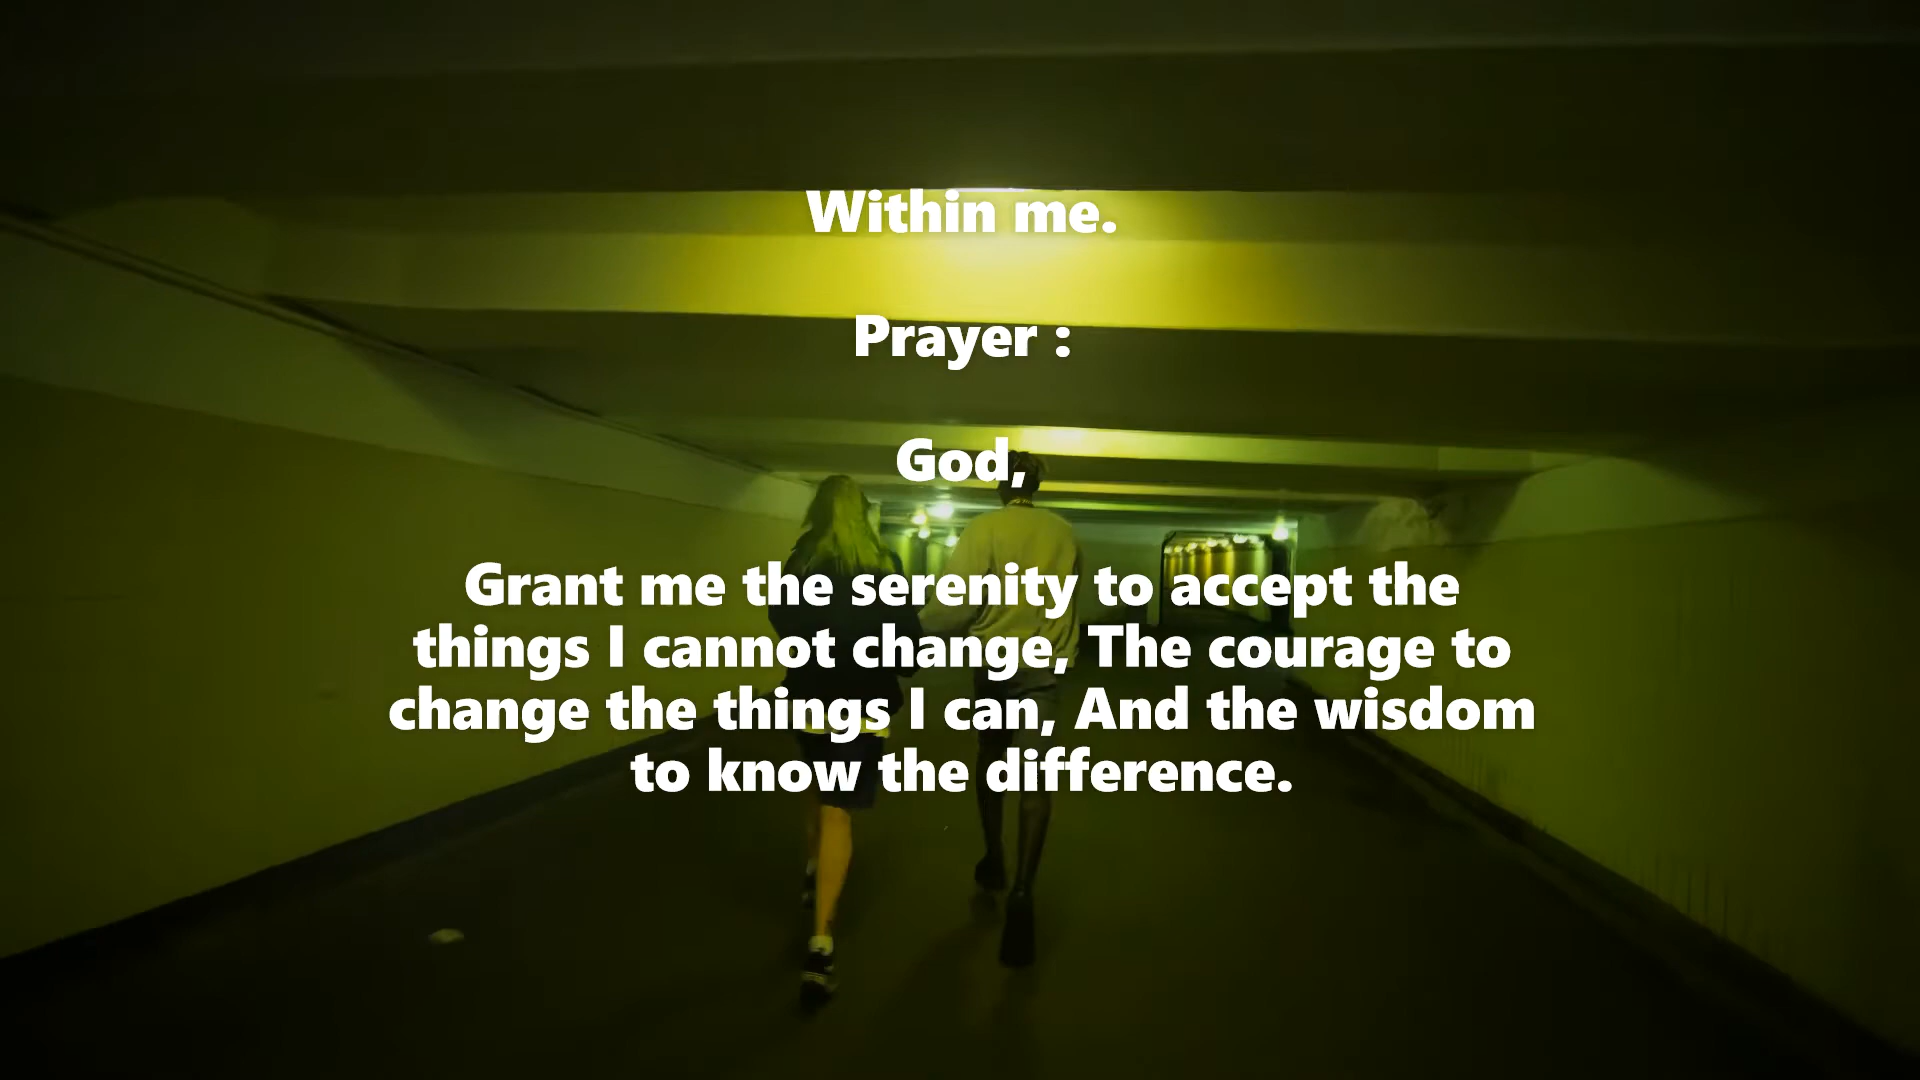 Within me.
Prayer :
God,
Grant me the serenity to accept the
things I cannot change, The courage to
change the things I can, And the wisdom
to know the difference.